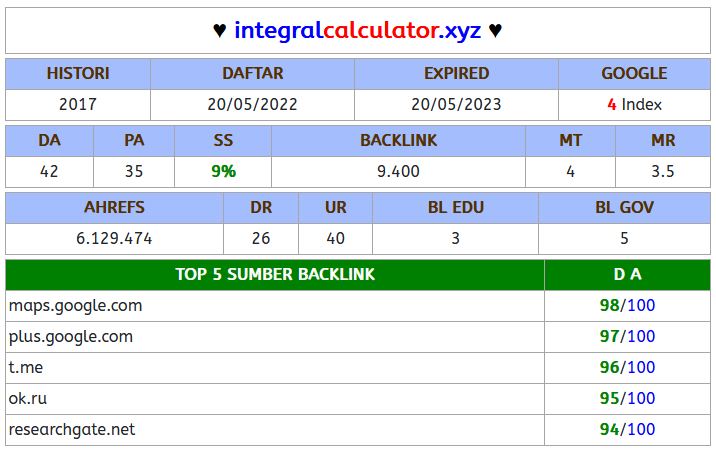 ♥ integralcalculator.xyz ♥
HISTORI DAFTAR EXPIRED GOOGLE
2017 20/05/2022 20/05/2023 4 Index
DA PA SS BACKLINK MT MR
42 35 9% 9.400 4 3.5
AHREFS DR UR BL EDU BL GOV
6.129.474 26 40 3 5
TOP 5 SUMBER BACKLINK D A
maps.google.com 98/100
plus.google.com 97/100
t.me 96/100
ok.ru 95/100
researchgate.net 94/100